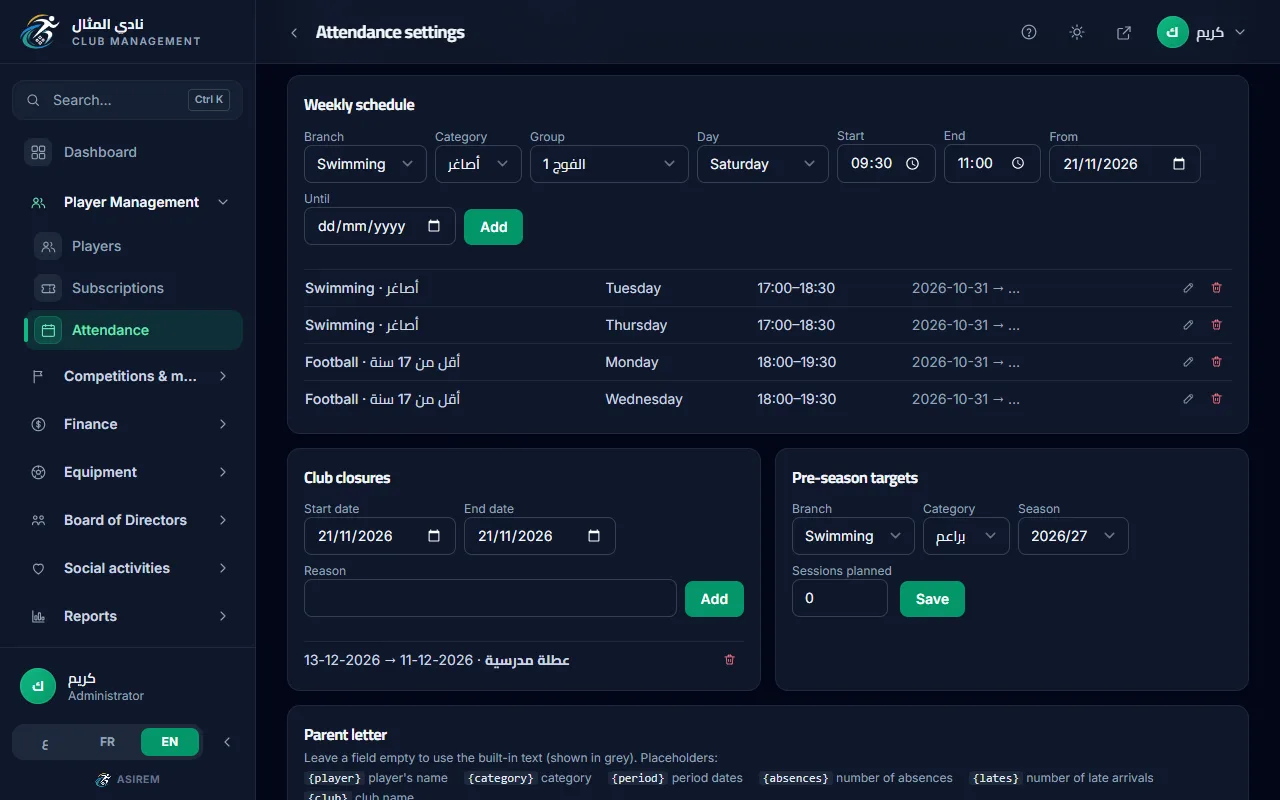 نادي المثال
CLUB MANAGEMENT
Search...
Ctrl K
Dashboard
Player Management
Players
Subscriptions
Attendance
Competitions & m...
Finance
Equipment
Board of Directors
Social activities
Reports
ك
كريم
Administrator
ع FR EN
ASIREM
Attendance settings
ك كريم
Weekly schedule
Branch Category Group Day Start End From
Swimming أصاغر الفوج 1 Saturday 09:30 11:00 21/11/2026
Until
dd/mm/yyyy Add
Swimming · أصاغر Tuesday 17:00–18:30 2026-10-31 → ...
Swimming · أصاغر Thursday 17:00–18:30 2026-10-31 → ...
Football · أقل من 17 سنة Monday 18:00–19:30 2026-10-31 → ...
Football · أقل من 17 سنة Wednesday 18:00–19:30 2026-10-31 → ...
Club closures
Start date End date
21/11/2026 21/11/2026
Reason
Add
13-12-2026 → 11-12-2026 · عطلة مدرسية
Pre-season targets
Branch Category Season
Swimming براعم 2026/27
Sessions planned
0 Save
Parent letter
Leave a field empty to use the built-in text (shown in grey). Placeholders:
{player} player's name {category} category {period} period dates {absences} number of absences {lates} number of late arrivals
{club} club name